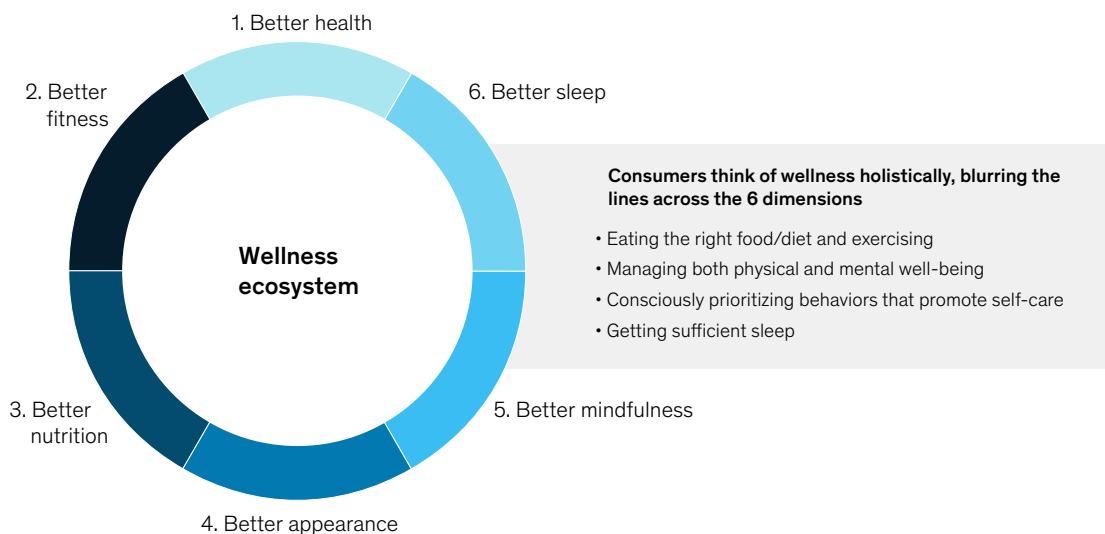 1. Better health
2. Better
fitness
6. Better sleep
Wellness
ecosystem
Consumers think of wellness holistically, blurring the
lines across the 6 dimensions
• Eating the right food/diet and exercising
• Managing both physical and mental well-being
• Consciously prioritizing behaviors that promote self-care
• Getting sufficient sleep
3. Better
nutrition
5. Better mindfulness
4. Better appearance